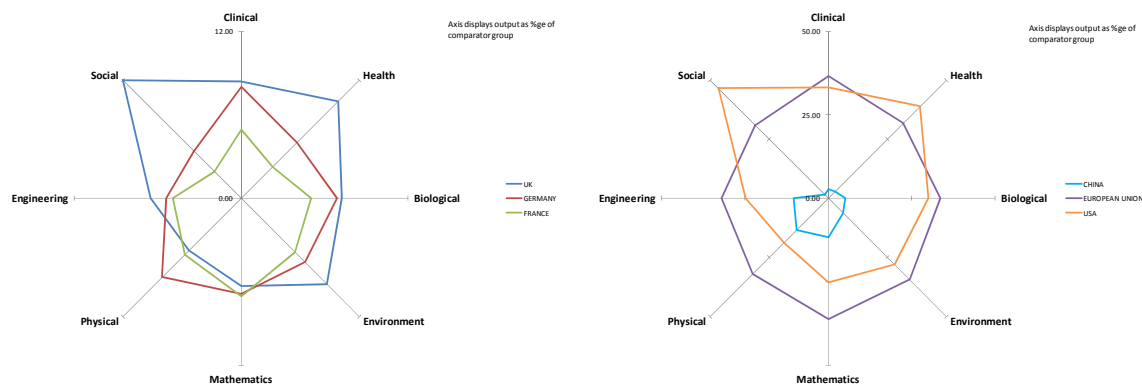 Clinical
12.00
Axis displays output as %ge of
comparator group
Social
Health
Engineering
0.00
Biological
UK
GERMANY
FRANCE
Physical
Environment
Mathematics
Clinical
50.00
Axis displays output as %ge of
comparator group
Social
Health
25.00
Engineering
0.00
Biological
CHINA
EUROPEAN UNION
USA
Physical
Environment
Mathematics